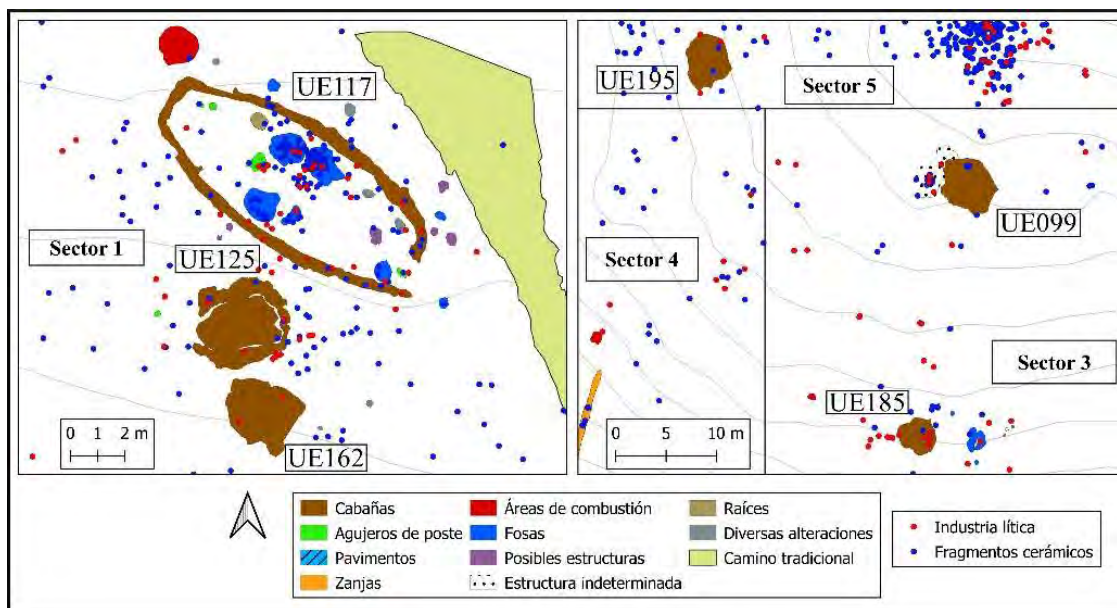 UE117
Sector 1
UE125
0 1 2 m
UE162
UE195
Sector 5
UE099
Sector 4
Sector 3
UE185
0 5 10 m
Cabañas
Agujeros de poste
Pavimentos
Zanjas
Áreas de combustión
Fosas
Posibles estructuras
Estructura indeterminada
Raíces
Diversas alteraciones
Camino tradicional
Industria lítica
Fragmentos cerámicos